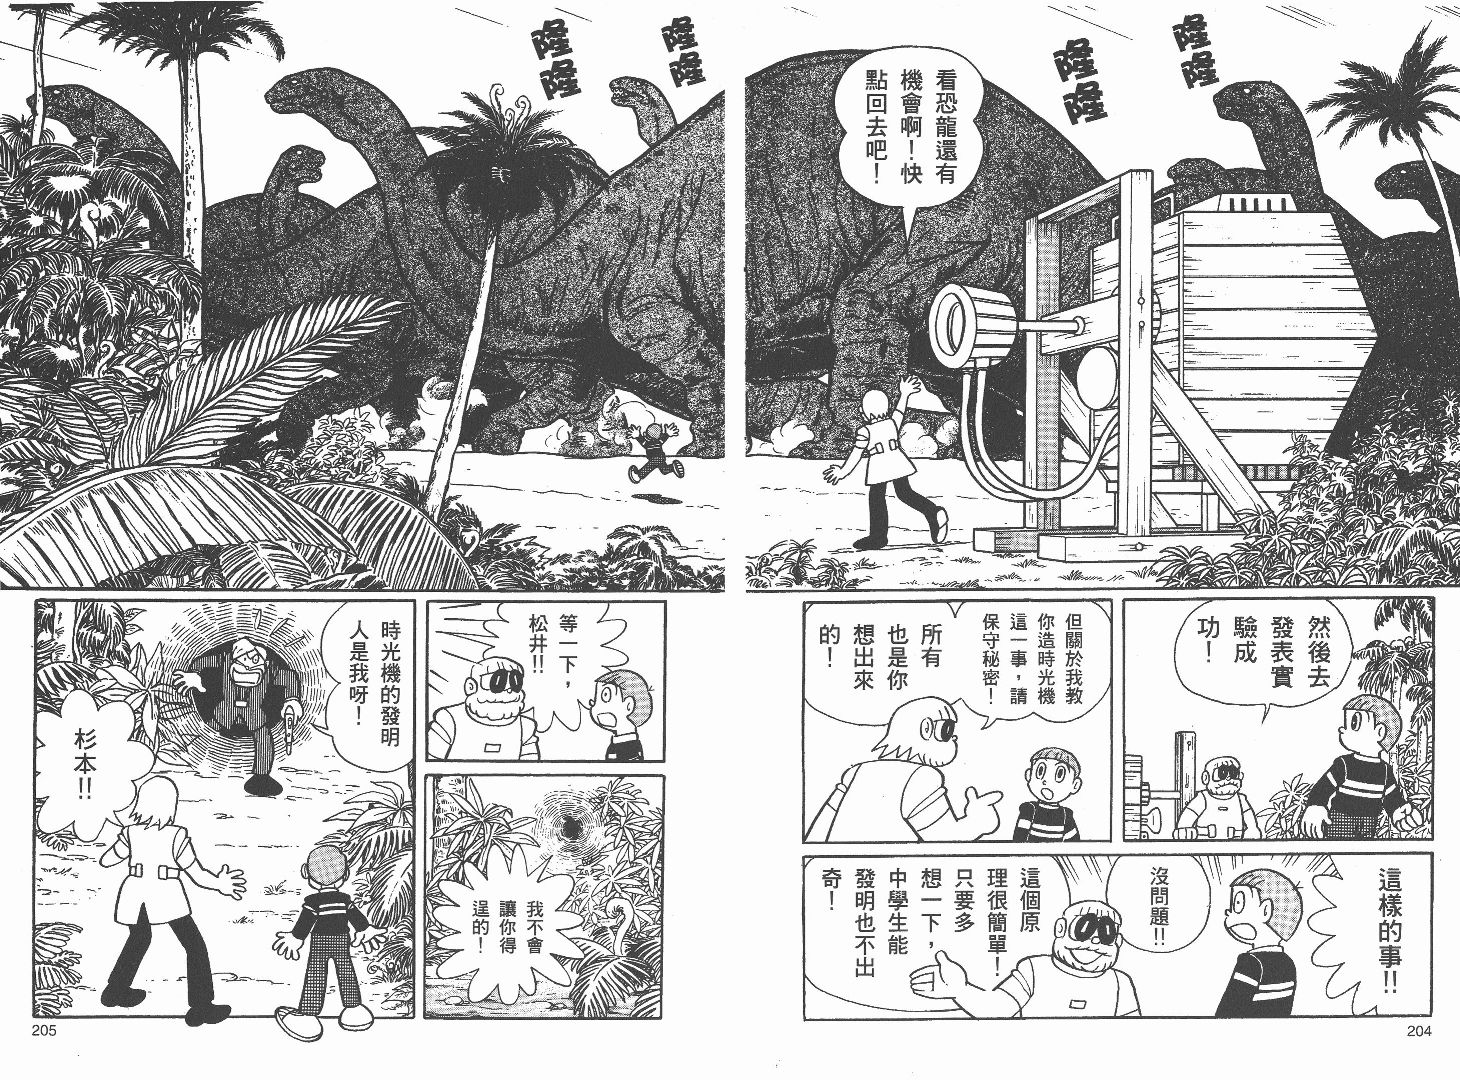 隆隆
隆隆
看恐龍還有
機會啊！快
點回去吧！
然後去
發表實
驗成
功！
但關於我教
你造時光機
這一事，請
保守秘密！
所有
也是你
想出來
的！
這樣的事！！
沒問題！！
這個原
理很簡單！
只要多
想一下，
中學生能
發明也不出
奇！
204
隆隆
隆隆
等一下，
松井！！
我不會
讓你得
逞的！
時光機的發明
人是我呀！
杉本！！
205